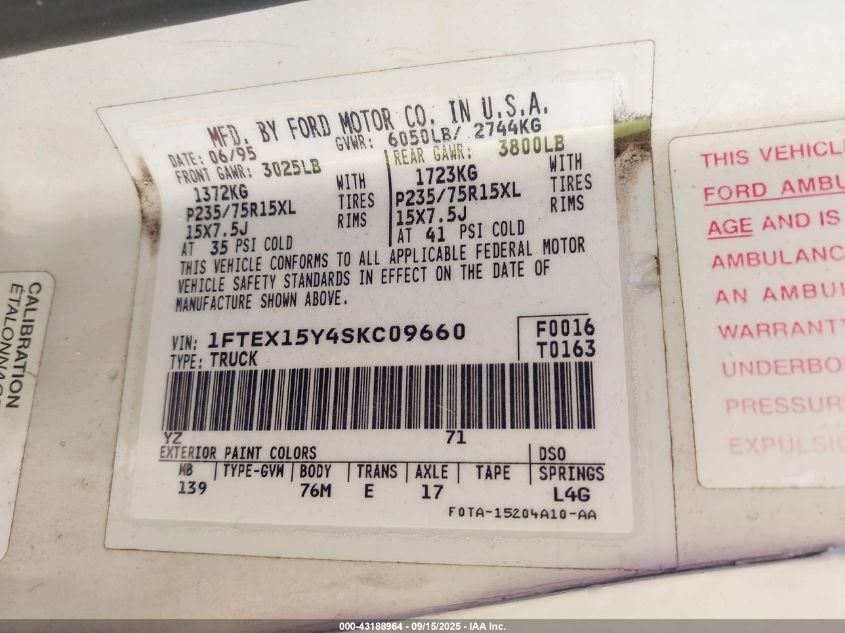 MFD. BY FORD MOTOR CO. IN U.S.A.
DATE: 06/95 GVWR: 6050LB/ 2744KG
FRONT GAWR: 3025LB REAR GAWR: 3800LB
1372KG WITH 1723KG WITH
P235/75R15XL TIRES P235/75R15XL TIRES
15X7.5J RIMS 15X7.5J RIMS
AT 35 PSI COLD AT 41 PSI COLD
THIS VEHICLE CONFORMS TO ALL APPLICABLE FEDERAL MOTOR
VEHICLE SAFETY STANDARDS IN EFFECT ON THE DATE OF
MANUFACTURE SHOWN ABOVE.
VIN: 1FTEX15Y4SKC09660 F0016
TYPE: TRUCK T0163
YZ 71
EXTERIOR PAINT COLORS DSO
WB TYPE-GVW BODY TRANS AXLE TAPE SPRINGS
139 76M E 17 L4G
F0TA-15204A10-AA
CALIBRATION
THIS VEHICL
FORD AMBU
AGE AND IS
AMBULANC
AN AMBUL
WARRANTY
UNDERBO
PRESSUR
EXPULSIO
000-43188964 - 09/15/2025 - IAA Inc.